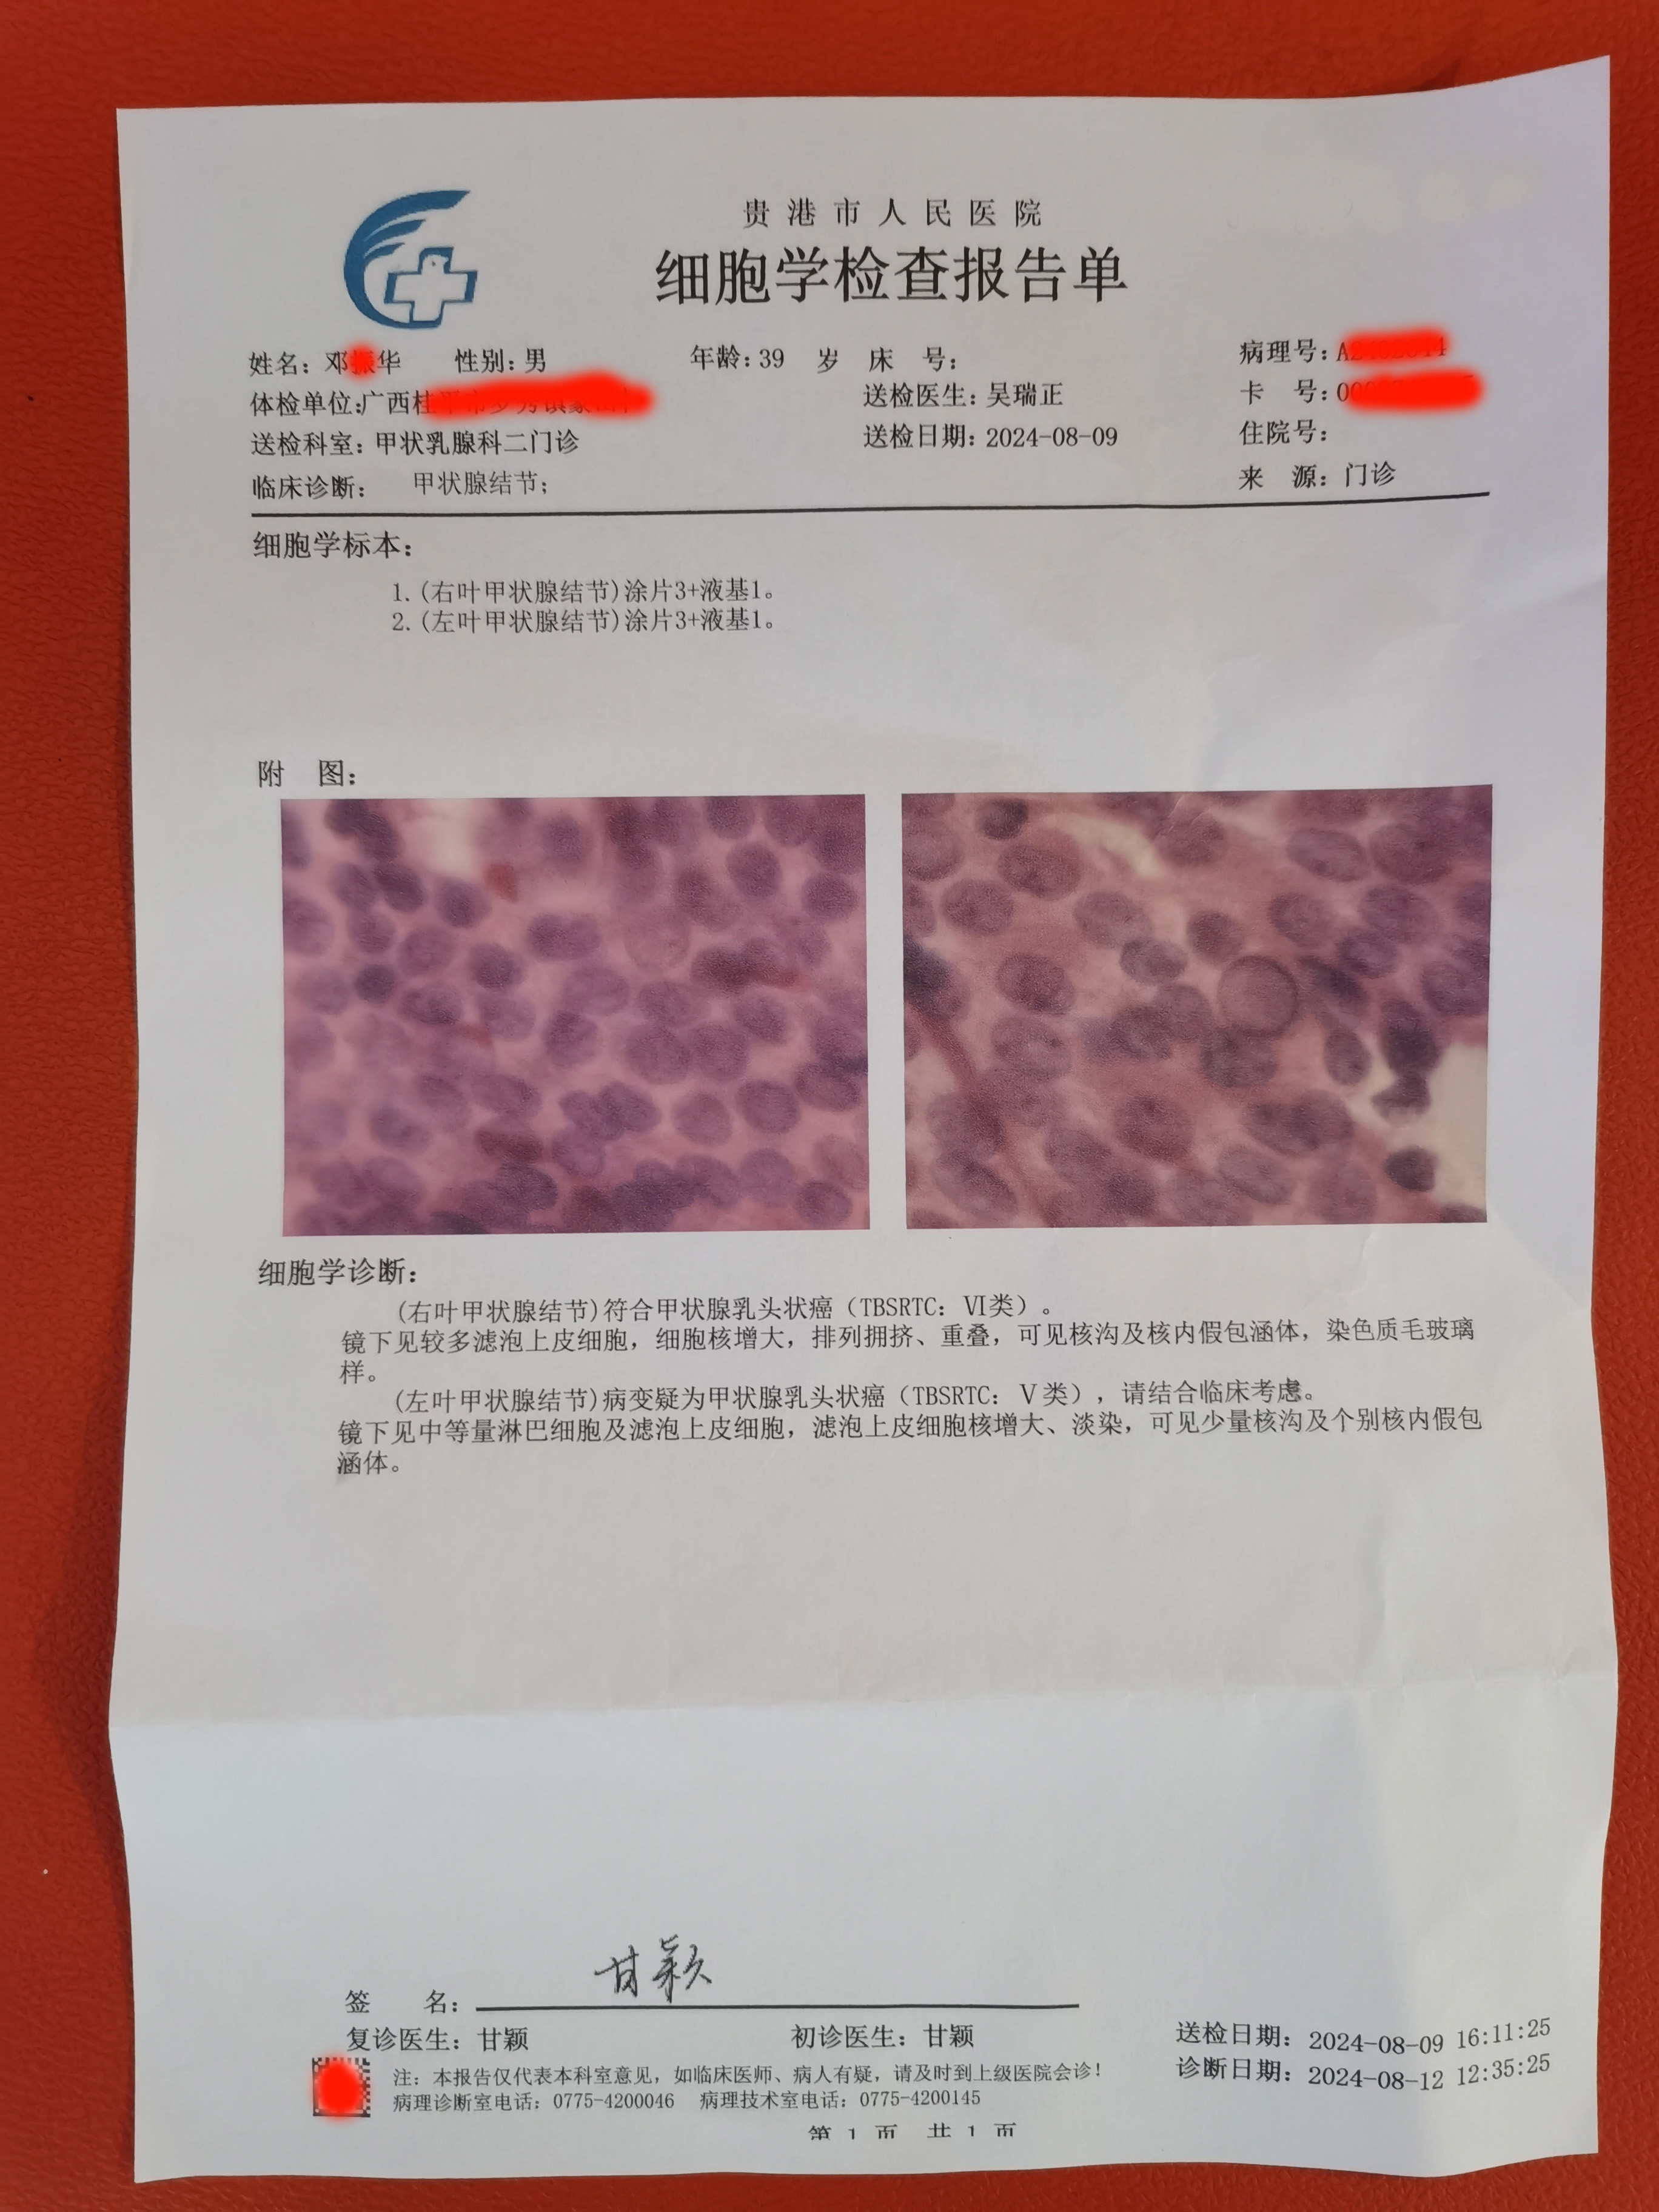 贵港市人民医院
细胞学检查报告单
姓名：邓 华 性别：男 年龄：39 岁 床 号： 病理号：
体检单位：广西桂 送检医生：吴瑞正 卡 号：
送检科室：甲状乳腺科二门诊 送检日期：2024-08-09 住院号：
临床诊断： 甲状腺结节； 来 源：门诊
细胞学标本：
1.（右叶甲状腺结节）涂片3+液基1。
2.（左叶甲状腺结节）涂片3+液基1。
附 图：
细胞学诊断：
（右叶甲状腺结节）符合甲状腺乳头状癌（TBSRTC：Ⅵ类）。
镜下见较多滤泡上皮细胞，细胞核增大，排列拥挤、重叠，可见核沟及核内假包涵体，染色质毛玻璃
样。
（左叶甲状腺结节）病变疑为甲状腺乳头状癌（TBSRTC：Ⅴ类），请结合临床考虑。
镜下见中等量淋巴细胞及滤泡上皮细胞，滤泡上皮细胞核增大、淡染，可见少量核沟及个别核内假包
涵体。
签 名：甘颖
复诊医生：甘颖 初诊医生：甘颖 送检日期：2024-08-09 16:11:25
诊断日期：2024-08-12 12:35:25
注：本报告仅代表本科室意见，如临床医师、病人有疑，请及时到上级医院会诊！
病理诊断室电话：0775-4200046 病理技术室电话：0775-4200145
第 1 页 共 1 页